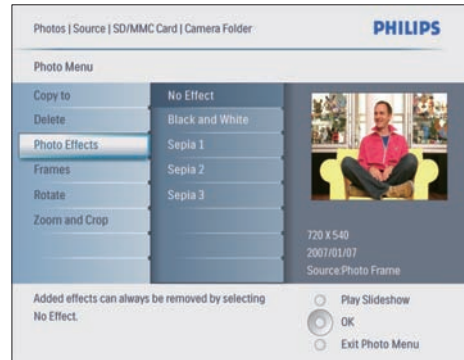 Photos | Source | SD/MMC Card | Camera Folder
PHILIPS
Photo Menu
Copy to
Delete
Photo Effects
Frames
Rotate
Zoom and Crop
No Effect
Black and White
Sepia 1
Sepia 2
Sepia 3
720 X 540
2007/01/07
Source:Photo Frame
Added effects can always be removed by selecting
No Effect.
Play Slideshow
OK
Exit Photo Menu